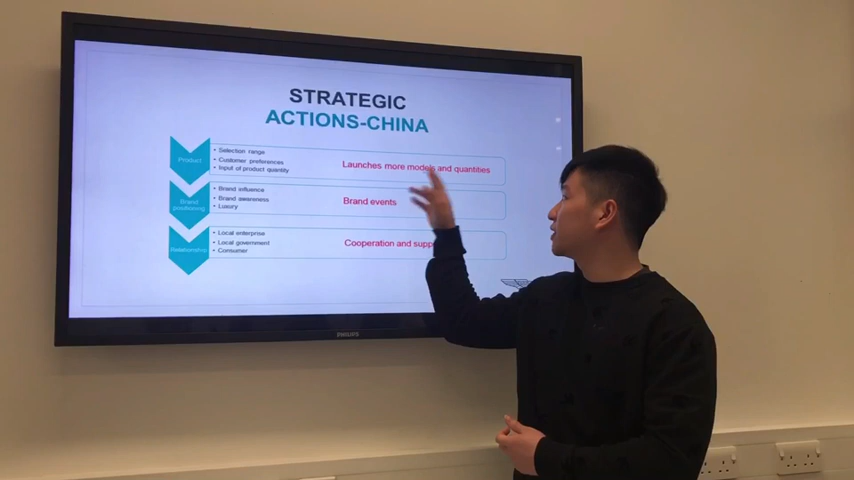 STRATEGIC
ACTIONS-CHINA
Product
• Selection range
• Customer preferences
• Input of product quantity
Launches more models and quantities
Brand
positioning
• Brand influence
• Brand awareness
• Luxury
Brand events
Relationship
• Local enterprise
• Local government
• Consumer
Cooperation and supp
PHILIPS